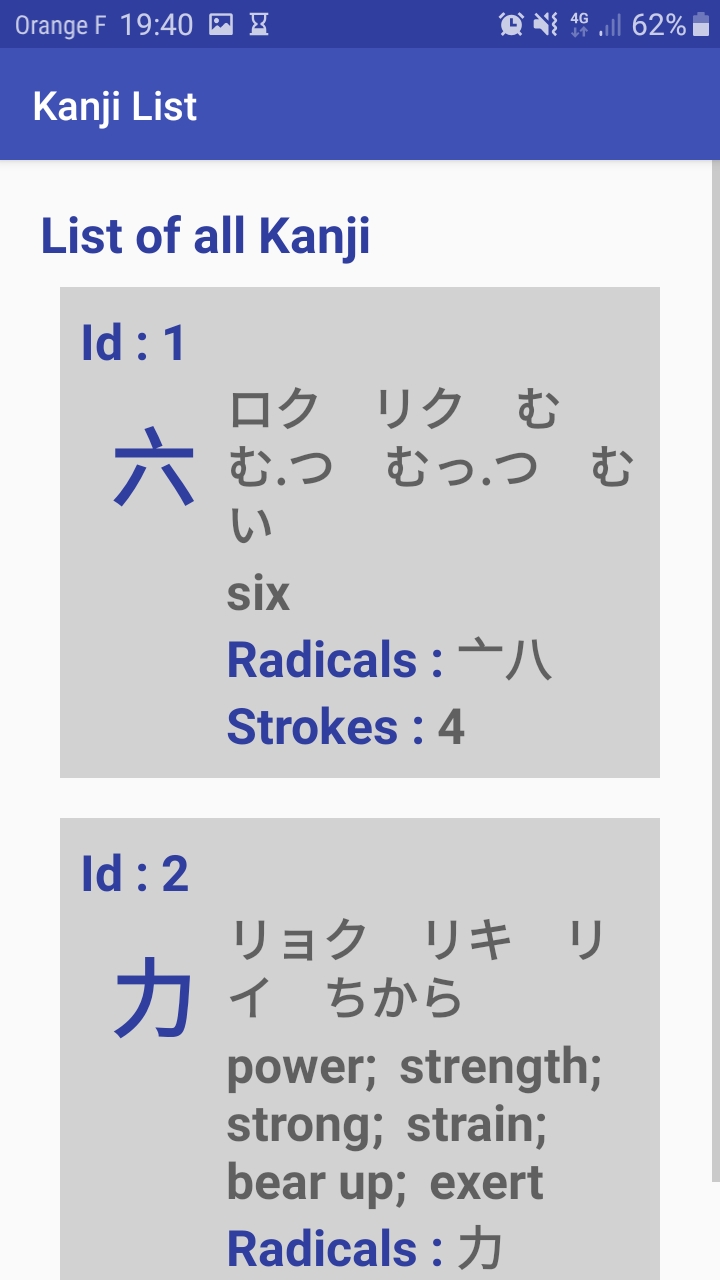 Orange F 19:40 4G 62%
Kanji List
List of all Kanji
Id : 1
六
ロク　リク　む
む.つ　むっ.つ　む
い
six
Radicals : 亠八
Strokes : 4
Id : 2
力
リョク　リキ　リ
イ　ちから
power; strength;
strong; strain;
bear up; exert
Radicals : 力